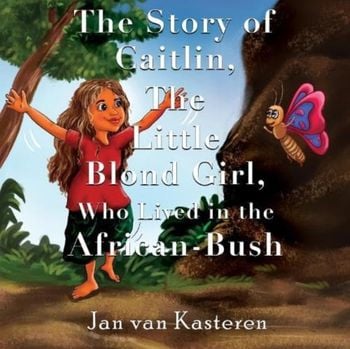 The Story of
Caitlin,
The
Little
Blond Girl,
Who Lived in the
African-Bush
Jan van Kasteren